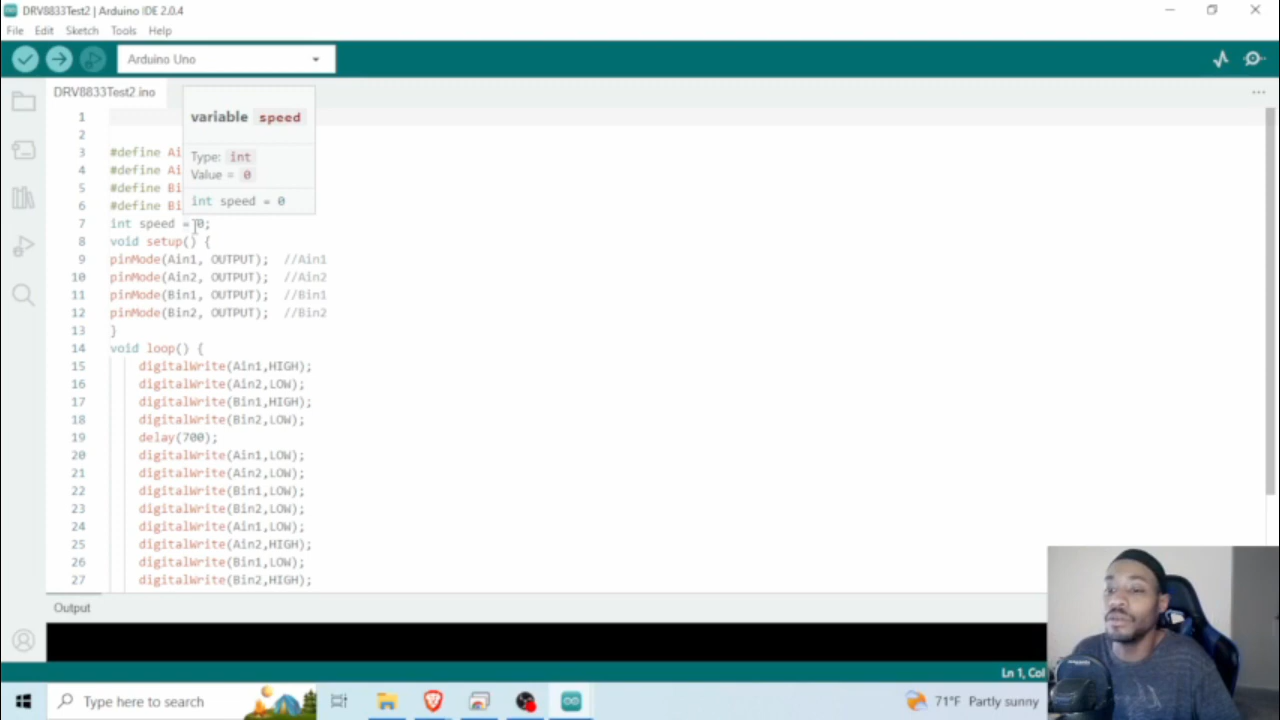 DRV8833Test2 | Arduino IDE 2.0.4
File Edit Sketch Tools Help
Arduino Uno
DRV8833Test2.ino
variable speed
Type: int
Value = 0
int speed = 0
1
2
3 #define Ai
4 #define Ai
5 #define Bi
6 #define Bi
7 int speed = 0;
8 void setup() {
9 pinMode(Ain1, OUTPUT); //Ain1
10 pinMode(Ain2, OUTPUT); //Ain2
11 pinMode(Bin1, OUTPUT); //Bin1
12 pinMode(Bin2, OUTPUT); //Bin2
13 }
14 void loop() {
15 digitalWrite(Ain1,HIGH);
16 digitalWrite(Ain2,LOW);
17 digitalWrite(Bin1,HIGH);
18 digitalWrite(Bin2,LOW);
19 delay(700);
20 digitalWrite(Ain1,LOW);
21 digitalWrite(Ain2,LOW);
22 digitalWrite(Bin1,LOW);
23 digitalWrite(Bin2,LOW);
24 digitalWrite(Ain1,LOW);
25 digitalWrite(Ain2,HIGH);
26 digitalWrite(Bin1,LOW);
27 digitalWrite(Bin2,HIGH);
Output
Ln 1, Col
Type here to search
71°F Partly sunny